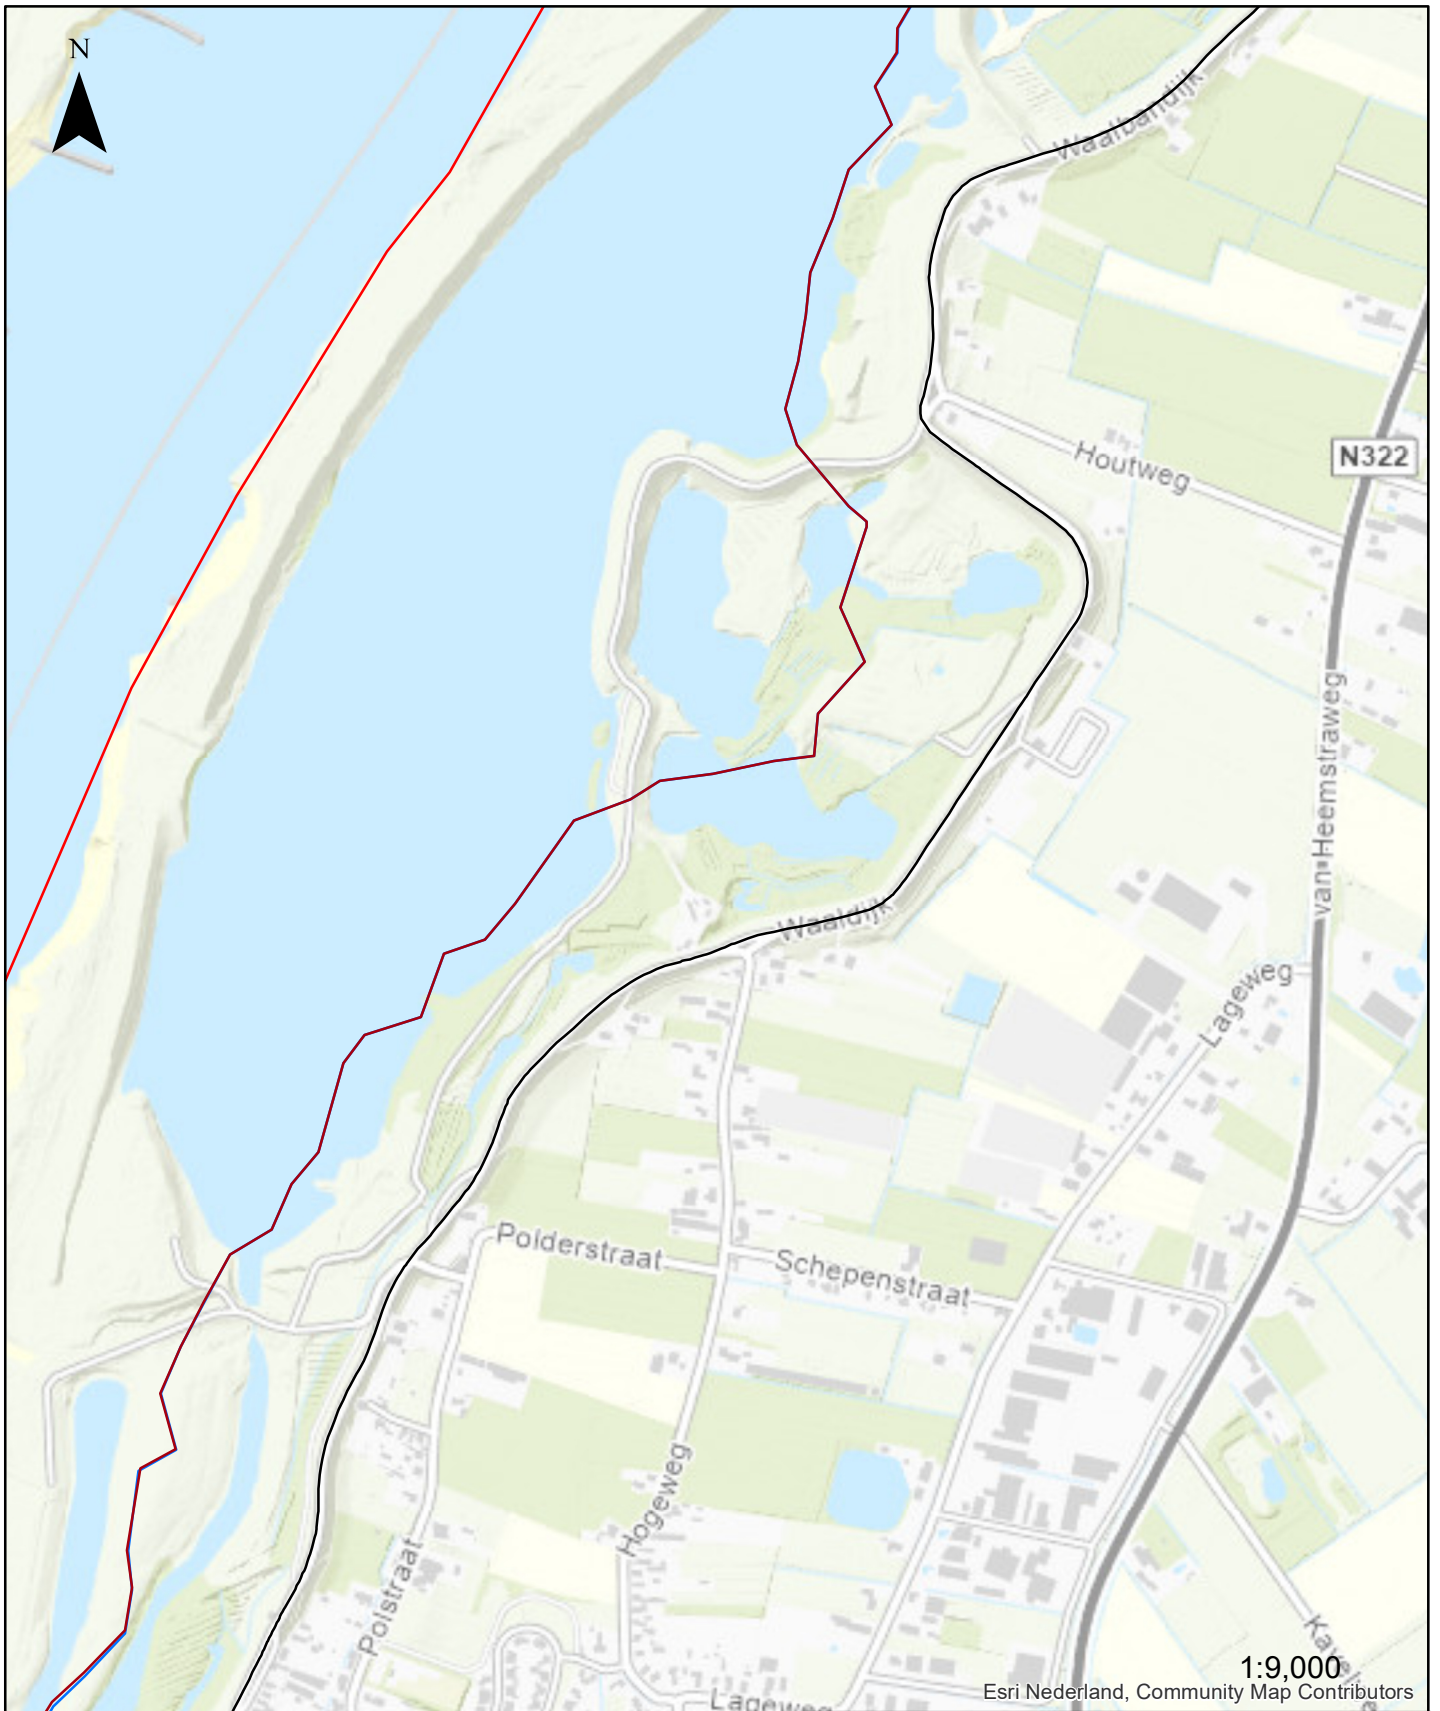 N
Waalbandijk
Houtweg
N322
van Heemstraweg
Waaldijk
Lageweg
Polderstraat
Schepenstraat
Hogeweg
Polstraat
Lageweg
1:9,000
Esri Nederland, Community Map Contributors